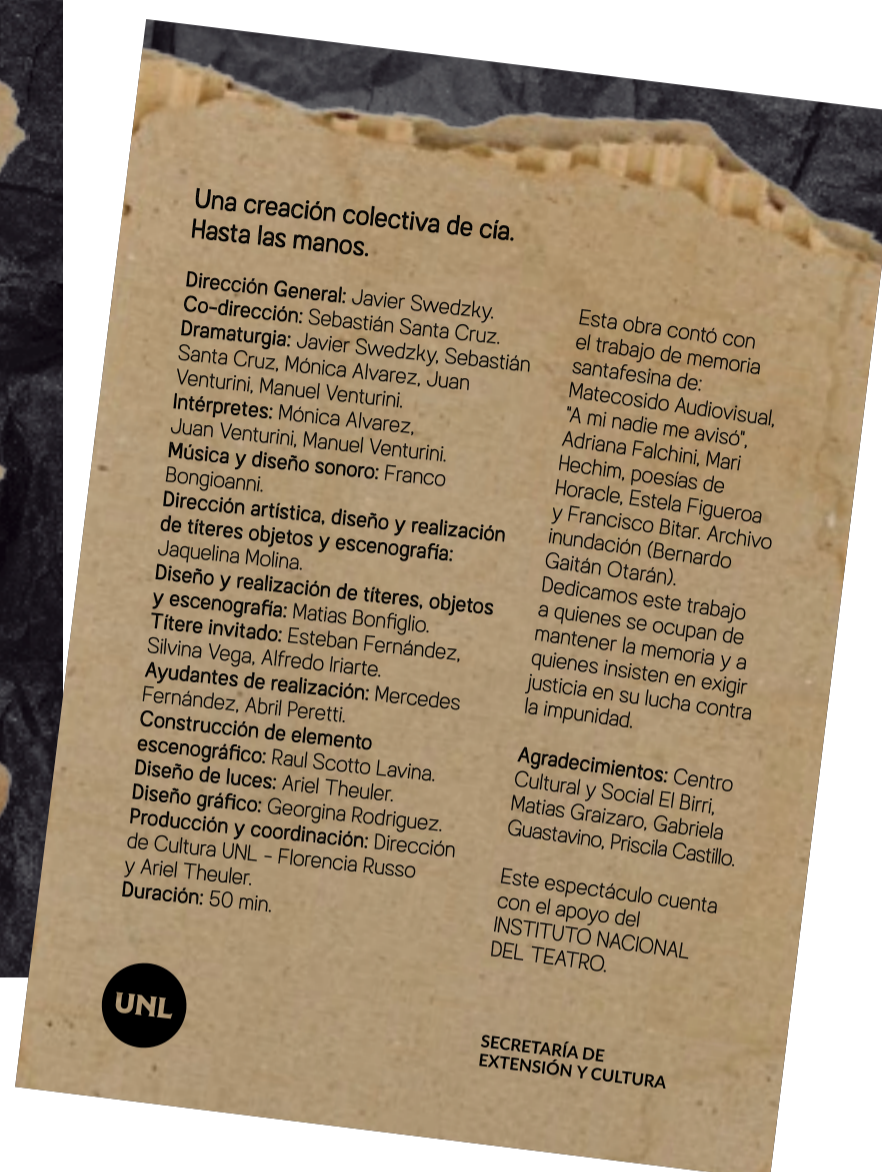 Una creación colectiva de cía.
Hasta las manos.
Dirección General: Javier Swedzky.
Co-dirección: Sebastián Santa Cruz.
Dramaturgia: Javier Swedzky, Sebastián
Santa Cruz, Mónica Alvarez, Juan
Venturini, Manuel Venturini.
Intérpretes: Mónica Alvarez,
Juan Venturini, Manuel Venturini.
Música y diseño sonoro: Franco
Bongioanni.
Dirección artística, diseño y realización
de títeres objetos y escenografía:
Jaquelina Molina.
Diseño y realización de títeres, objetos
y escenografía: Matias Bonfiglio.
Títere invitado: Esteban Fernández,
Silvina Vega, Alfredo Iriarte.
Ayudantes de realización: Mercedes
Fernández, Abril Peretti.
Construcción de elemento
escenográfico: Raul Scotto Lavina.
Diseño de luces: Ariel Theuler.
Diseño gráfico: Georgina Rodriguez.
Producción y coordinación: Dirección
de Cultura UNL - Florencia Russo
y Ariel Theuler.
Duración: 50 min.
Esta obra contó con
el trabajo de memoria
santafesina de:
Matecosido Audiovisual,
"A mi nadie me avisó",
Adriana Falchini, Mari
Hechim, poesías de
Horacle, Estela Figueroa
y Francisco Bitar. Archivo
inundación (Bernardo
Gaitán Otarán).
Dedicamos este trabajo
a quienes se ocupan de
mantener la memoria y a
quienes insisten en exigir
justicia en su lucha contra
la impunidad.
Agradecimientos: Centro
Cultural y Social El Birri,
Matias Graizaro, Gabriela
Guastavino, Priscila Castillo.
Este espectáculo cuenta
con el apoyo del
INSTITUTO NACIONAL
DEL TEATRO.
UNL
SECRETARÍA DE
EXTENSIÓN Y CULTURA